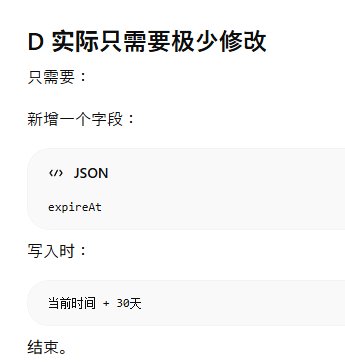 D 实际只需要极少修改
只需要：
新增一个字段：
</> JSON
expireAt
写入时：
当前时间 + 30天
结束。